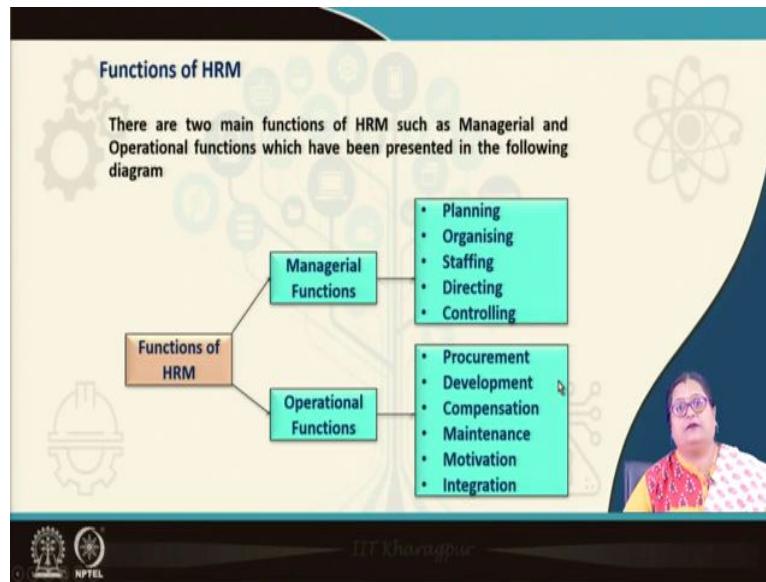 Functions of HRM
There are two main functions of HRM such as Managerial and
Operational functions which have been presented in the following
diagram
Functions of
HRM
Managerial
Functions
• Planning
• Organising
• Staffing
• Directing
• Controlling
Operational
Functions
• Procurement
• Development
• Compensation
• Maintenance
• Motivation
• Integration
IIT Kharagpur
NPTEL